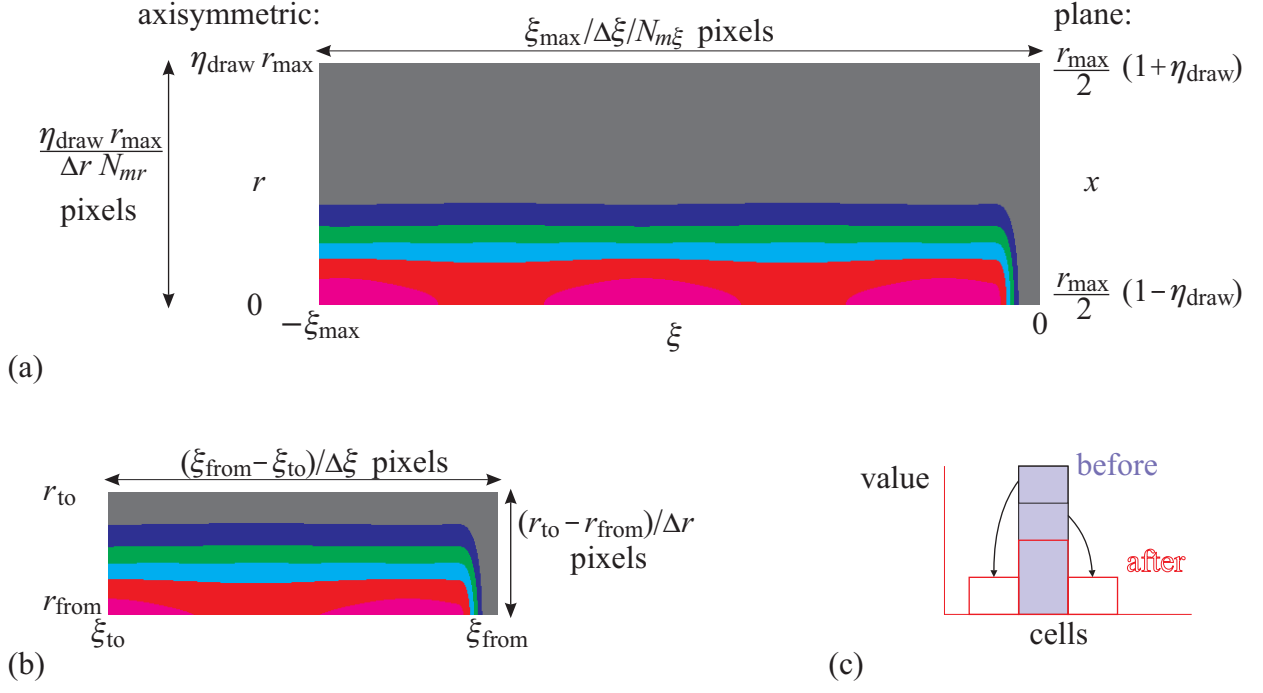 axisymmetric:
plane:
ξmax/Δξ/Nmξ pixels
ηdraw rmax
rmax/2 (1+ηdraw)
ηdraw rmax
Δr Nmr
pixels
r
x
0
rmax/2 (1−ηdraw)
−ξmax
ξ
0
(a)
(ξfrom−ξto)/Δξ pixels
rto
(rto−rfrom)/Δr
pixels
rfrom
ξto
ξfrom
(b)
value
before
after
cells
(c)